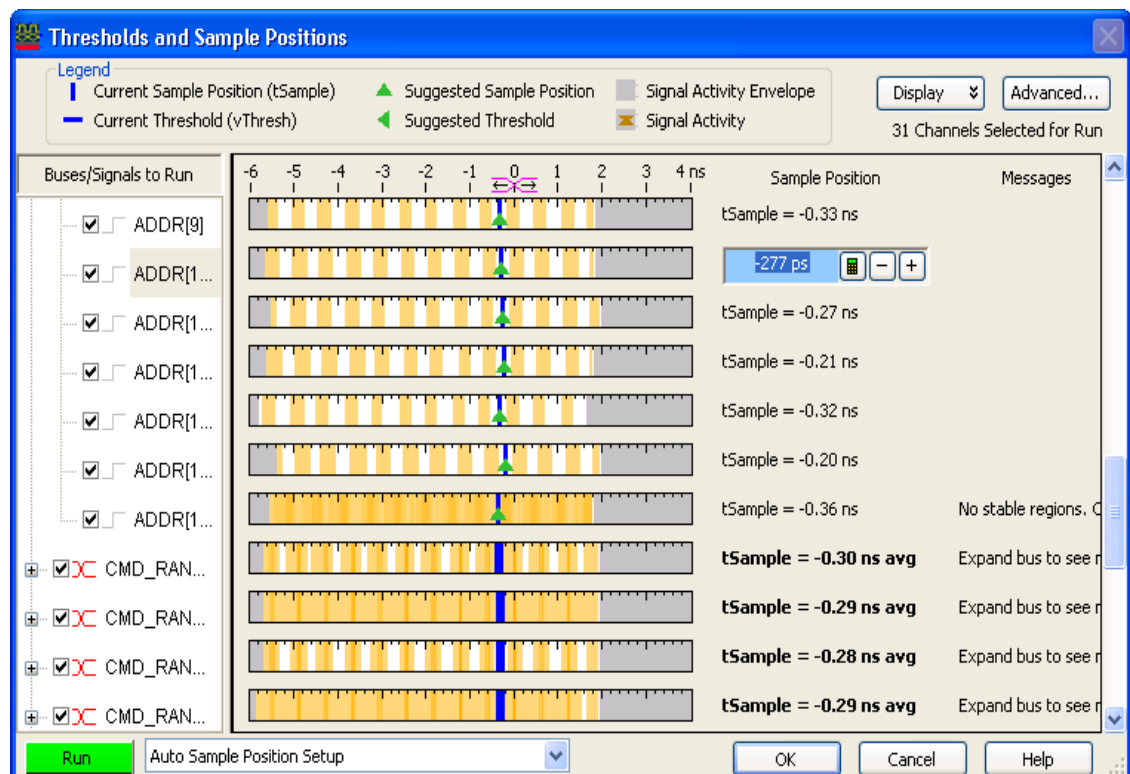 Thresholds and Sample Positions
Legend
Current Sample Position (tSample)
Suggested Sample Position
Signal Activity Envelope
Current Threshold (vThresh)
Suggested Threshold
Signal Activity
Display
Advanced...
31 Channels Selected for Run
Buses/Signals to Run
-6 -5 -4 -3 -2 -1 0 1 2 3 4 ns
Sample Position
Messages
ADDR[9]
tSample = -0.33 ns
ADDR[1...
-277 ps
ADDR[1...
tSample = -0.27 ns
ADDR[1...
tSample = -0.21 ns
ADDR[1...
tSample = -0.32 ns
ADDR[1...
tSample = -0.20 ns
ADDR[1...
tSample = -0.36 ns
No stable regions.
CMD_RAN...
tSample = -0.30 ns avg
Expand bus to see
CMD_RAN...
tSample = -0.29 ns avg
Expand bus to see
CMD_RAN...
tSample = -0.28 ns avg
Expand bus to see
CMD_RAN...
tSample = -0.29 ns avg
Expand bus to see
Run
Auto Sample Position Setup
OK
Cancel
Help